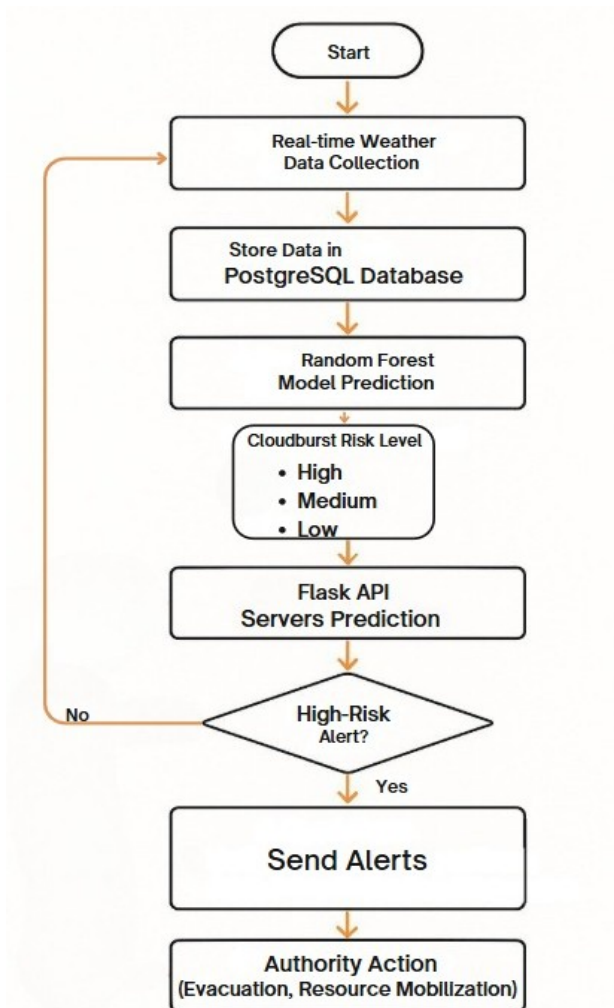 Start
Real-time Weather
Data Collection
Store Data in
PostgreSQL Database
Random Forest
Model Prediction
Cloudburst Risk Level
• High
• Medium
• Low
Flask API
Servers Prediction
High-Risk
Alert?
No
Yes
Send Alerts
Authority Action
(Evacuation, Resource Mobilization)